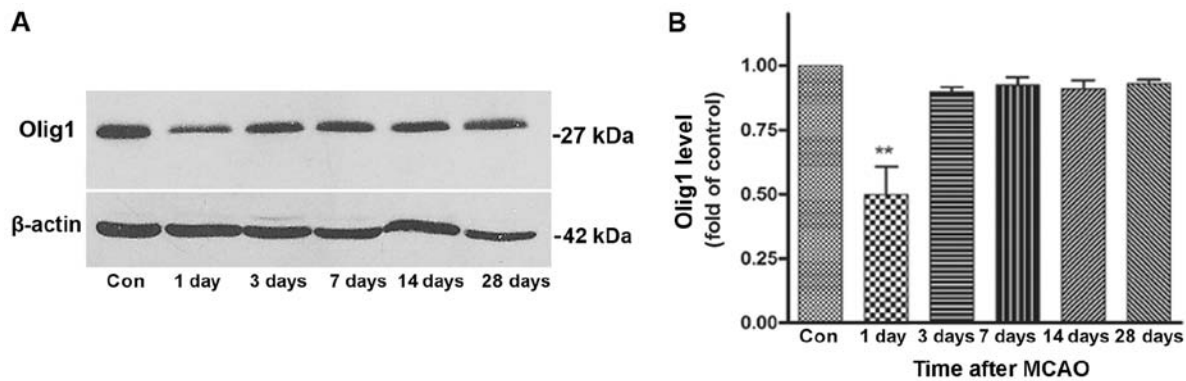 A
Olig1
-27 kDa
β-actin
-42 kDa
Con 1 day 3 days 7 days 14 days 28 days
B
Olig1 level
(fold of control)
1.00
0.75
0.50
0.25
0.00
**
Con 1 day 3 days 7 days 14 days 28 days
Time after MCAO